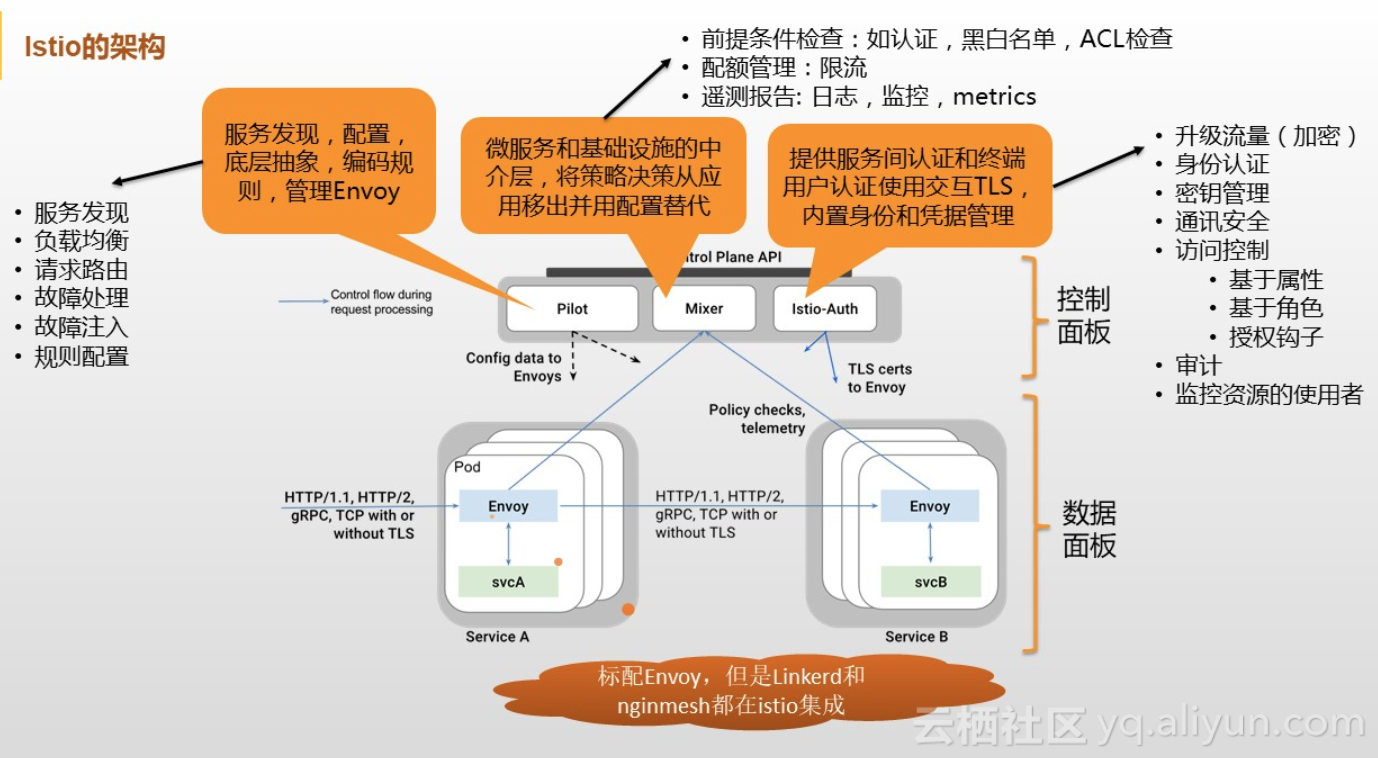 Istio的架构
• 前提条件检查：如认证，黑白名单，ACL检查
• 配额管理：限流
• 遥测报告: 日志，监控，metrics
服务发现，配置，
底层抽象，编码规
则，管理Envoy
微服务和基础设施的中
介层，将策略决策从应
用移出并用配置替代
提供服务间认证和终端
用户认证使用交互TLS，
内置身份和凭据管理
• 服务发现
• 负载均衡
• 请求路由
• 故障处理
• 故障注入
• 规则配置
• 升级流量（加密）
• 身份认证
• 密钥管理
• 通讯安全
• 访问控制
• 基于属性
• 基于角色
• 授权钩子
• 审计
• 监控资源的使用者
Control flow during
request processing
ntrol Plane API
Pilot
Mixer
Istio-Auth
控制
面板
Config data to
Envoys
TLS certs
to Envoy
Policy checks,
telemetry
Pod
HTTP/1.1, HTTP/2,
gRPC, TCP with or
without TLS
Envoy
svcA
Service A
HTTP/1.1, HTTP/2,
gRPC, TCP with or
without TLS
Envoy
svcB
Service B
数据
面板
标配Envoy，但是Linkerd和
nginmesh都在istio集成
云栖社区 yq.aliyun.com